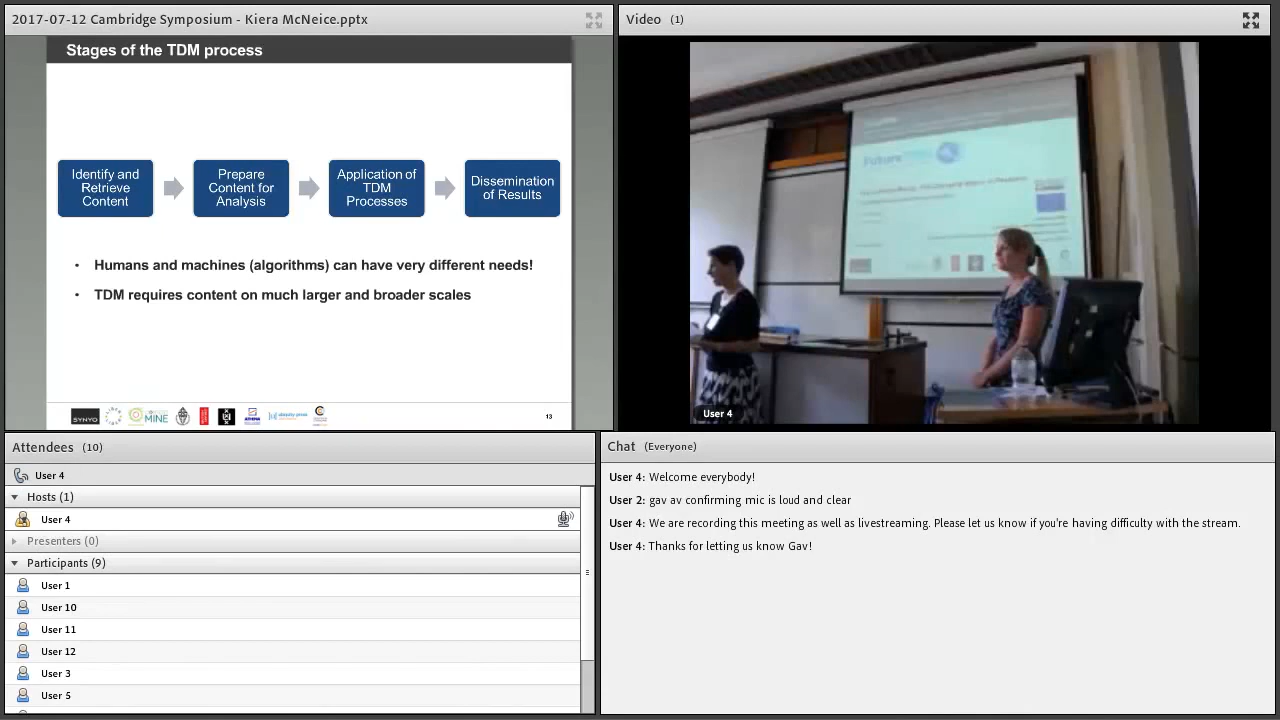 2017-07-12 Cambridge Symposium - Kiera McNeice.pptx
Stages of the TDM process
Identify and
Retrieve
Content
Prepare
Content for
Analysis
Application of
TDM
Processes
Dissemination
of Results
• Humans and machines (algorithms) can have very different needs!
• TDM requires content on much larger and broader scales
SYNYO
MINE
13
Video (1)
Future
User 4
Attendees (10)
User 4
Hosts (1)
User 4
Presenters (0)
Participants (9)
User 1
User 10
User 11
User 12
User 3
User 5
Chat (Everyone)
User 4: Welcome everybody!
User 2: gav av confirming mic is loud and clear
User 4: We are recording this meeting as well as livestreaming. Please let us know if you're having difficulty with the stream.
User 4: Thanks for letting us know Gav!